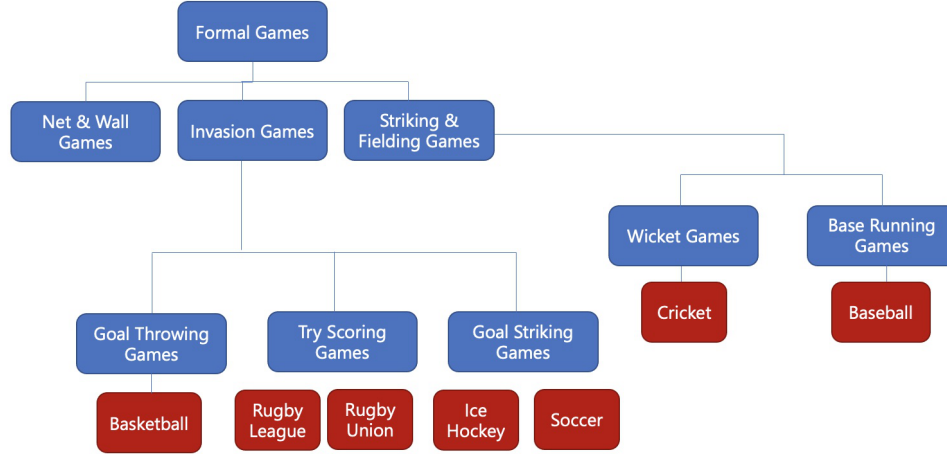 Formal Games
Net & Wall
Games
Invasion Games
Striking &
Fielding Games
Wicket Games
Base Running
Games
Cricket
Baseball
Goal Throwing
Games
Try Scoring
Games
Goal Striking
Games
Basketball
Rugby
League
Rugby
Union
Ice
Hockey
Soccer